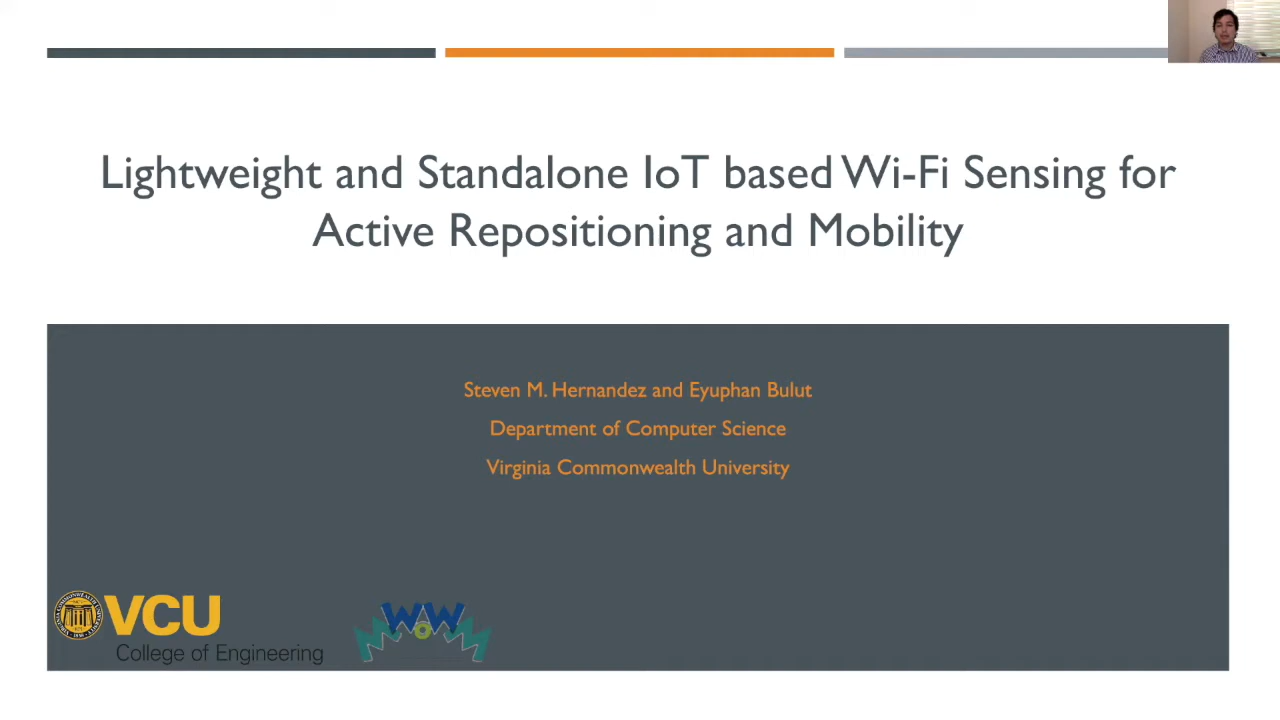 Lightweight and Standalone IoT based Wi-Fi Sensing for
Active Repositioning and Mobility
Steven M. Hernandez and Eyuphan Bulut
Department of Computer Science
Virginia Commonwealth University
VCU
College of Engineering
WoW